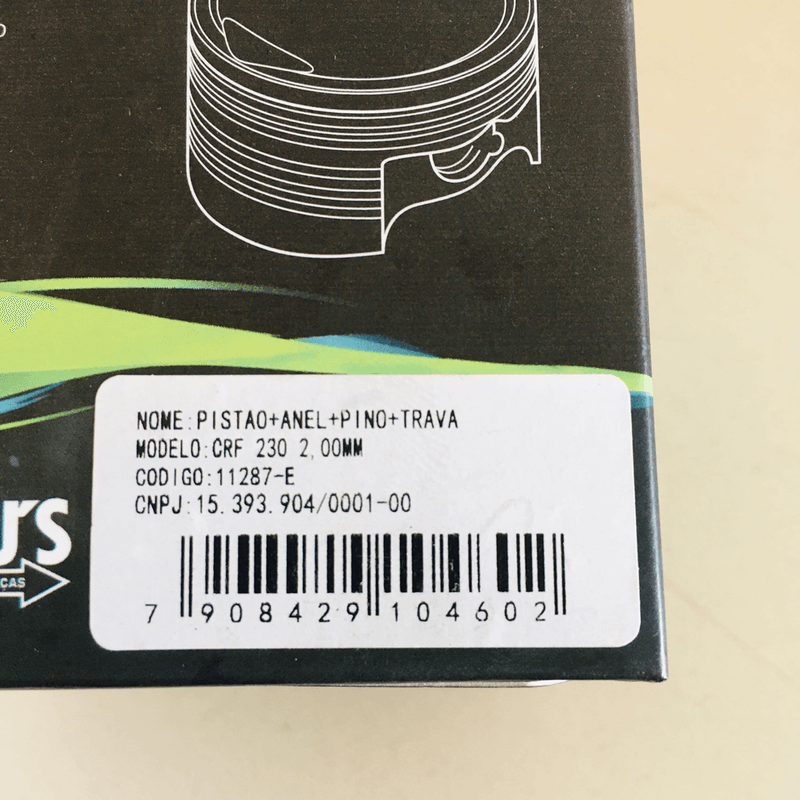 NOME:PISTAO+ANEL+PINO+TRAVA
MODELO:CRF 230 2,00MM
CODIGO:11287-E
CNPJ:15.393.904/0001-00
7 908429 104602